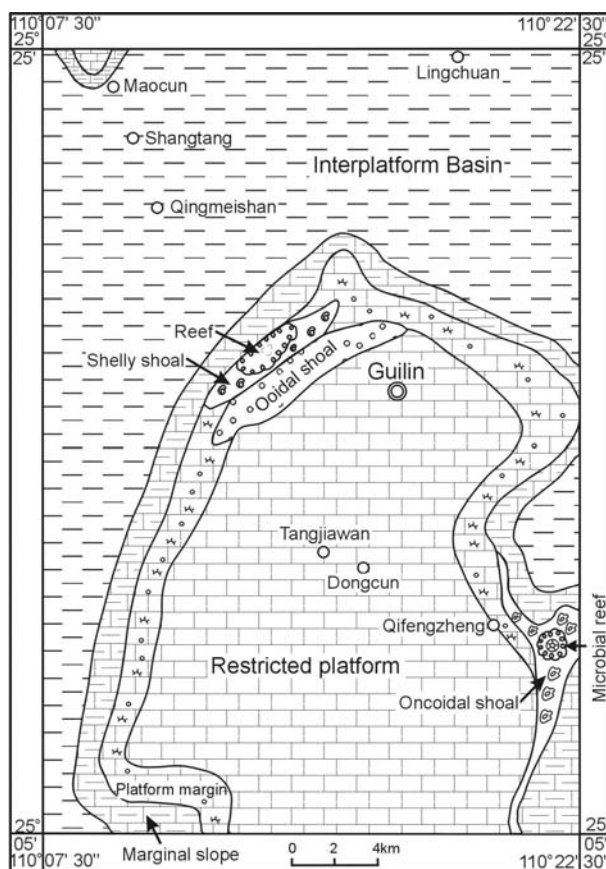 110° 07' 30"
110° 22' 30"
25°
25'
25°
25'
Maocun
Lingchuan
Shangtang
Interplatform Basin
Qingmeishan
Reef
Shelly shoal
Ooidal shoal
Guilin
Tangjiawan
Dongcun
Qifengzheng
Microbial reef
Restricted platform
Oncoidal shoal
Platform margin
25°
05'
25°
05'
110° 07' 30"
Marginal slope
0 2 4km
110° 22' 30"